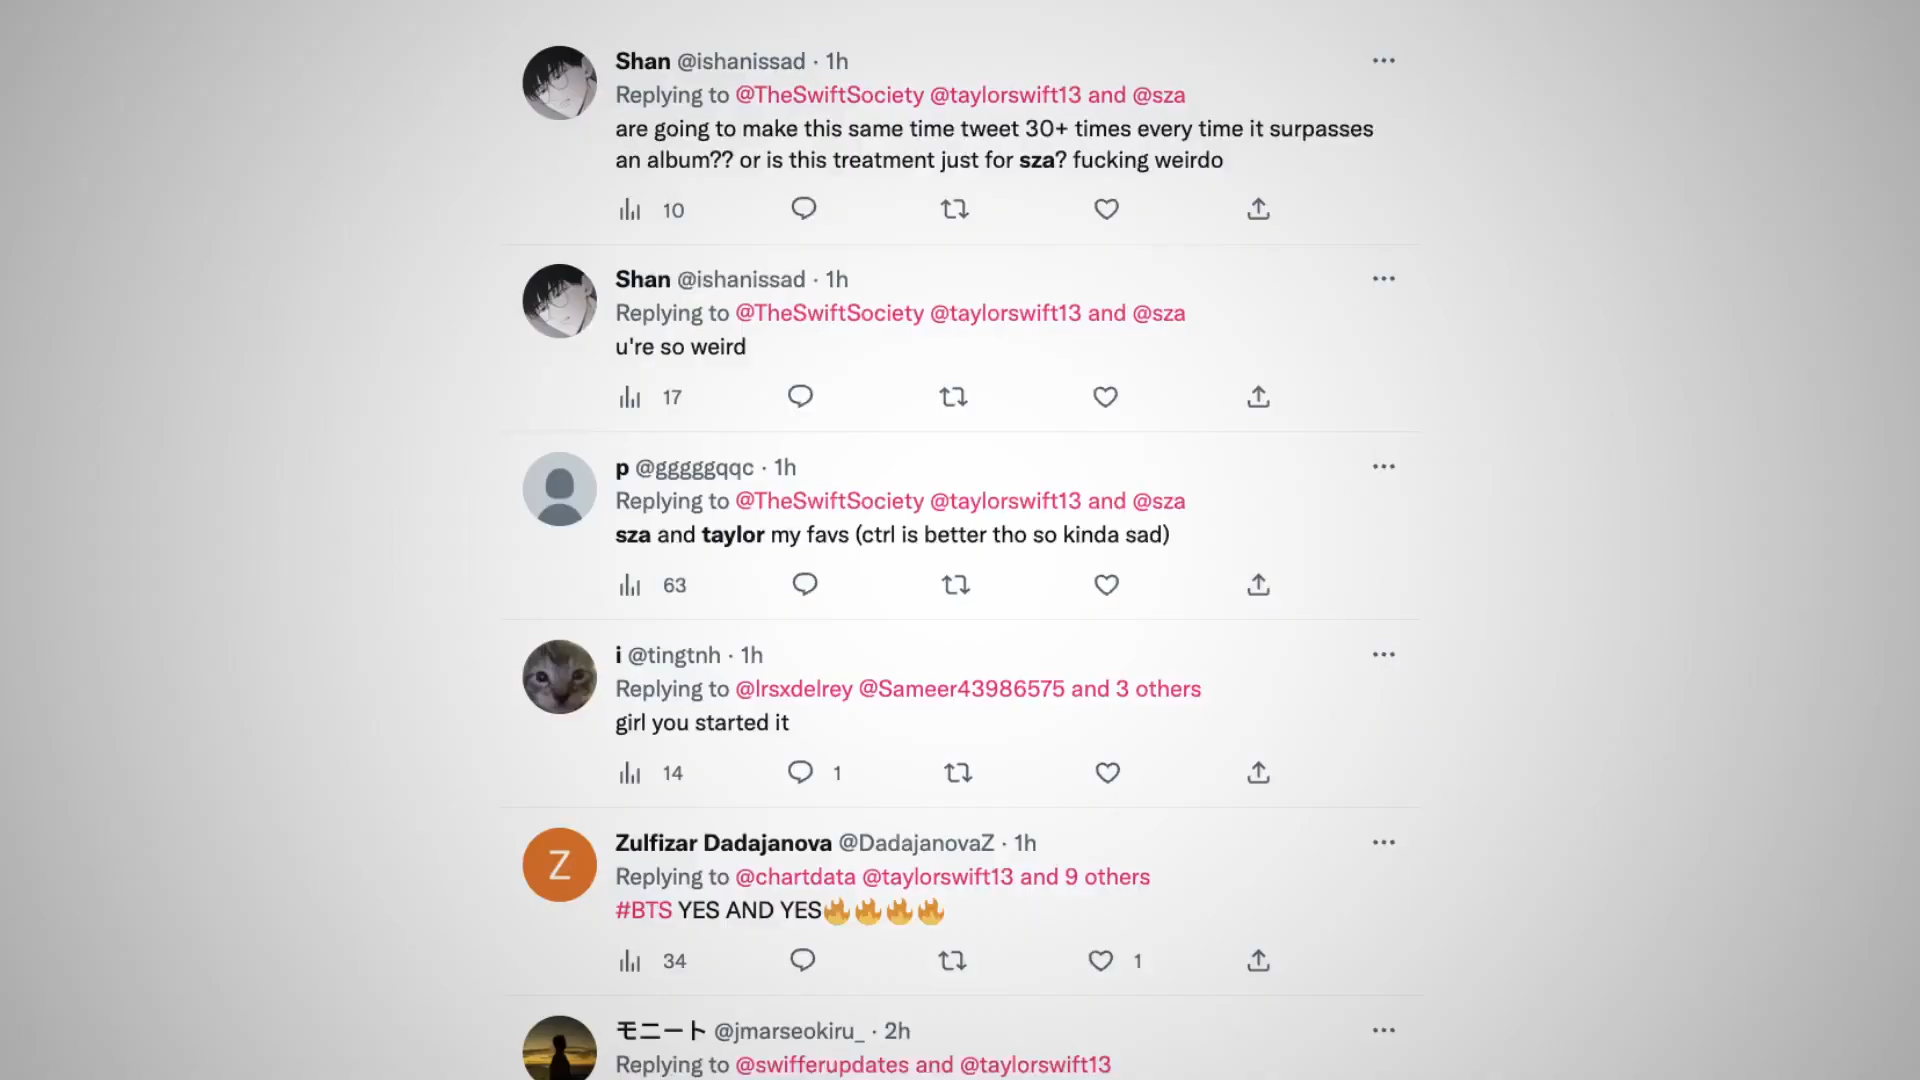 Shan @ishanissad · 1h
Replying to @TheSwiftSociety @taylorswift13 and @sza
are going to make this same time tweet 30+ times every time it surpasses
an album?? or is this treatment just for sza? fucking weirdo
10
Shan @ishanissad · 1h
Replying to @TheSwiftSociety @taylorswift13 and @sza
u're so weird
17
p @gggggqqc · 1h
Replying to @TheSwiftSociety @taylorswift13 and @sza
sza and taylor my favs (ctrl is better tho so kinda sad)
63
i @tingtnh · 1h
Replying to @lrsxdelrey @Sameer43986575 and 3 others
girl you started it
14 1
Z
Zulfizar Dadajanova @DadajanovaZ · 1h
Replying to @chartdata @taylorswift13 and 9 others
#BTS YES AND YES🔥🔥🔥🔥
34 1
モニート @jmarseokiru_ · 2h
Replying to @swifferupdates and @taylorswift13